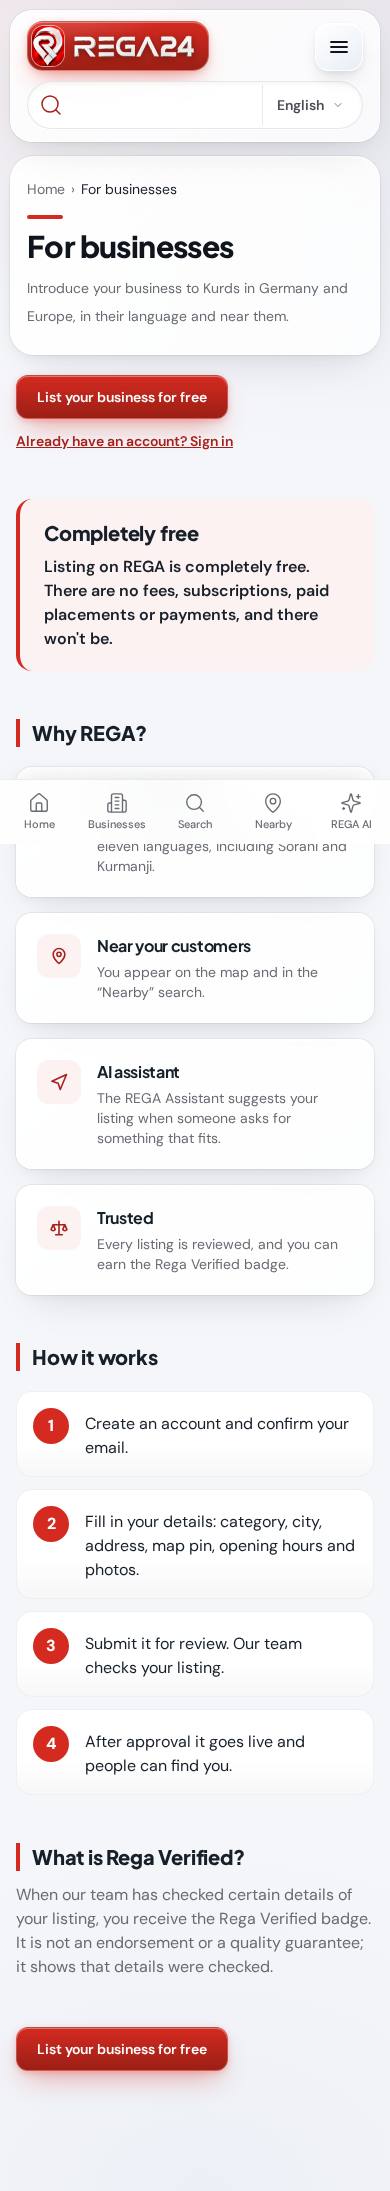 REGA24
English
Home › For businesses
For businesses
Introduce your business to Kurds in Germany and
Europe, in their language and near them.
List your business for free
Already have an account? Sign in
Completely free
Listing on REGA is completely free.
There are no fees, subscriptions, paid
placements or payments, and there
won't be.
Why REGA?
Home
Businesses
Search
Nearby
REGA AI
eleven languages, including Sorani and
Kurmanji.
Near your customers
You appear on the map and in the
“Nearby” search.
AI assistant
The REGA Assistant suggests your
listing when someone asks for
something that fits.
Trusted
Every listing is reviewed, and you can
earn the Rega Verified badge.
How it works
1 Create an account and confirm your
email.
2 Fill in your details: category, city,
address, map pin, opening hours and
photos.
3 Submit it for review. Our team
checks your listing.
4 After approval it goes live and
people can find you.
What is Rega Verified?
When our team has checked certain details of
your listing, you receive the Rega Verified badge.
It is not an endorsement or a quality guarantee;
it shows that details were checked.
List your business for free